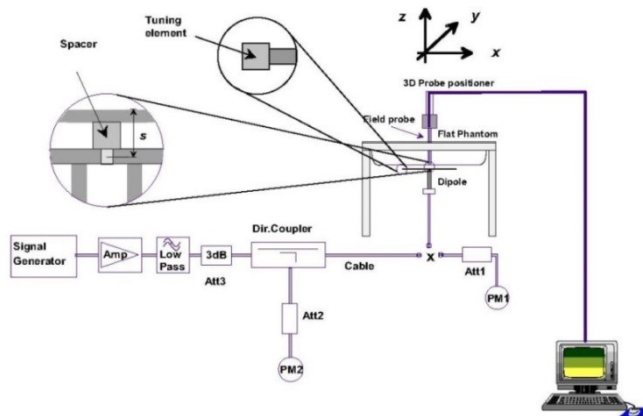 Tuning
element
Spacer
s
z
y
x
3D Probe positioner
Field probe
Flat Phantom
Dipole
Signal
Generator
Amp
Low
Pass
3dB
Att3
Dir.Coupler
Cable
x
Att1
PM1
Att2
PM2